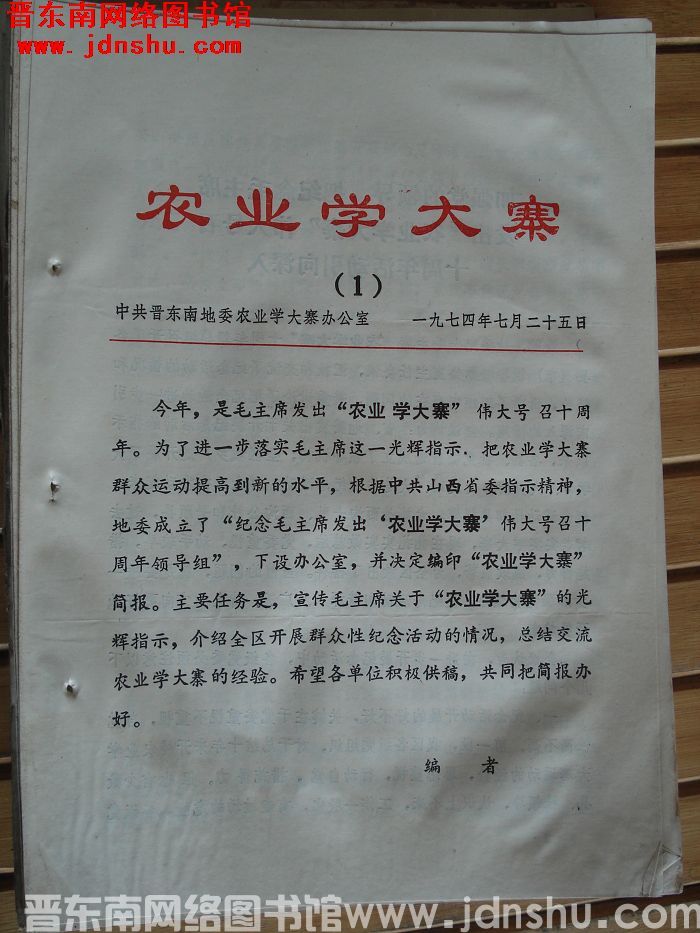 晋东南网络图书馆
www.jdnshu.com
农业学大寨
（1）
中共晋东南地委农业学大寨办公室 一九七四年七月二十五日
今年，是毛主席发出“农业学大寨”伟大号召十周
年。为了进一步落实毛主席这一光辉指示．把农业学大寨
群众运动提高到新的水平，根据中共山西省委指示精神，
地委成立了“纪念毛主席发出‘农业学大寨’伟大号召十
周年领导组”，下设办公室，并决定编印“农业学大寨”
简报。主要任务是，宣传毛主席关于“农业学大寨”的光
辉指示，介绍全区开展群众性纪念活动的情况，总结交流
农业学大寨的经验。希望各单位积极供稿，共同把简报办
好。
编 者
晋东南网络图书馆 www.jdnshu.com